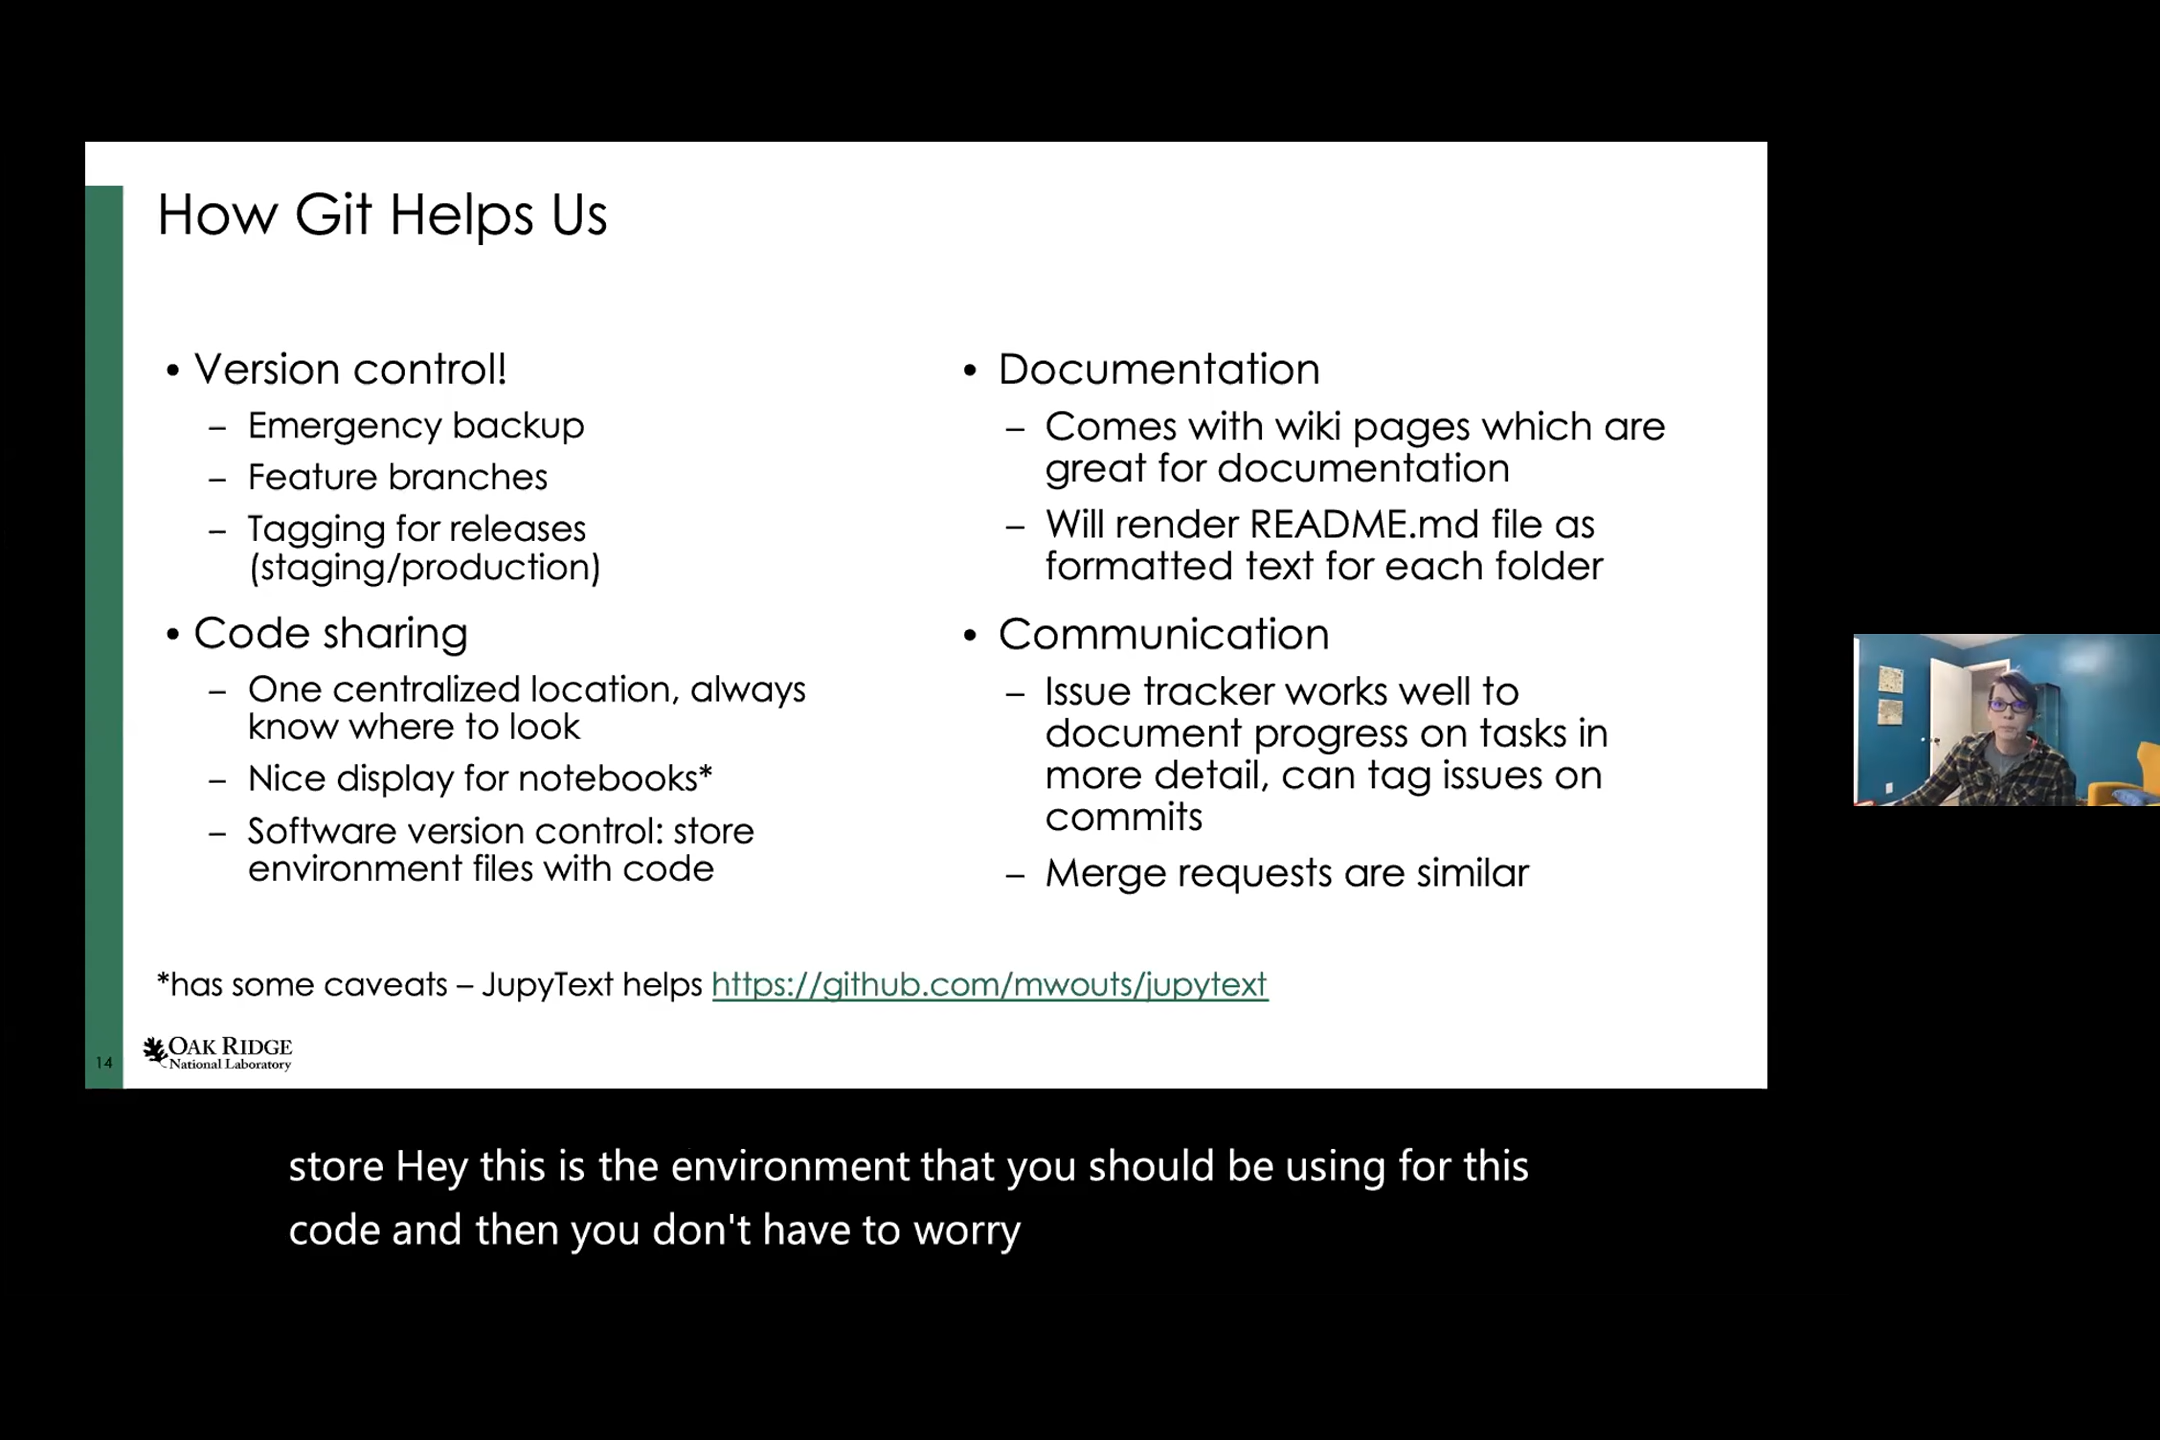 How Git Helps Us
• Version control!
– Emergency backup
– Feature branches
– Tagging for releases
(staging/production)
• Code sharing
– One centralized location, always
know where to look
– Nice display for notebooks*
– Software version control: store
environment files with code
• Documentation
– Comes with wiki pages which are
great for documentation
– Will render README.md file as
formatted text for each folder
• Communication
– Issue tracker works well to
document progress on tasks in
more detail, can tag issues on
commits
– Merge requests are similar
*has some caveats – JupyText helps https://github.com/mwouts/jupytext
14
OAK RIDGE
National Laboratory
store Hey this is the environment that you should be using for this
code and then you don't have to worry